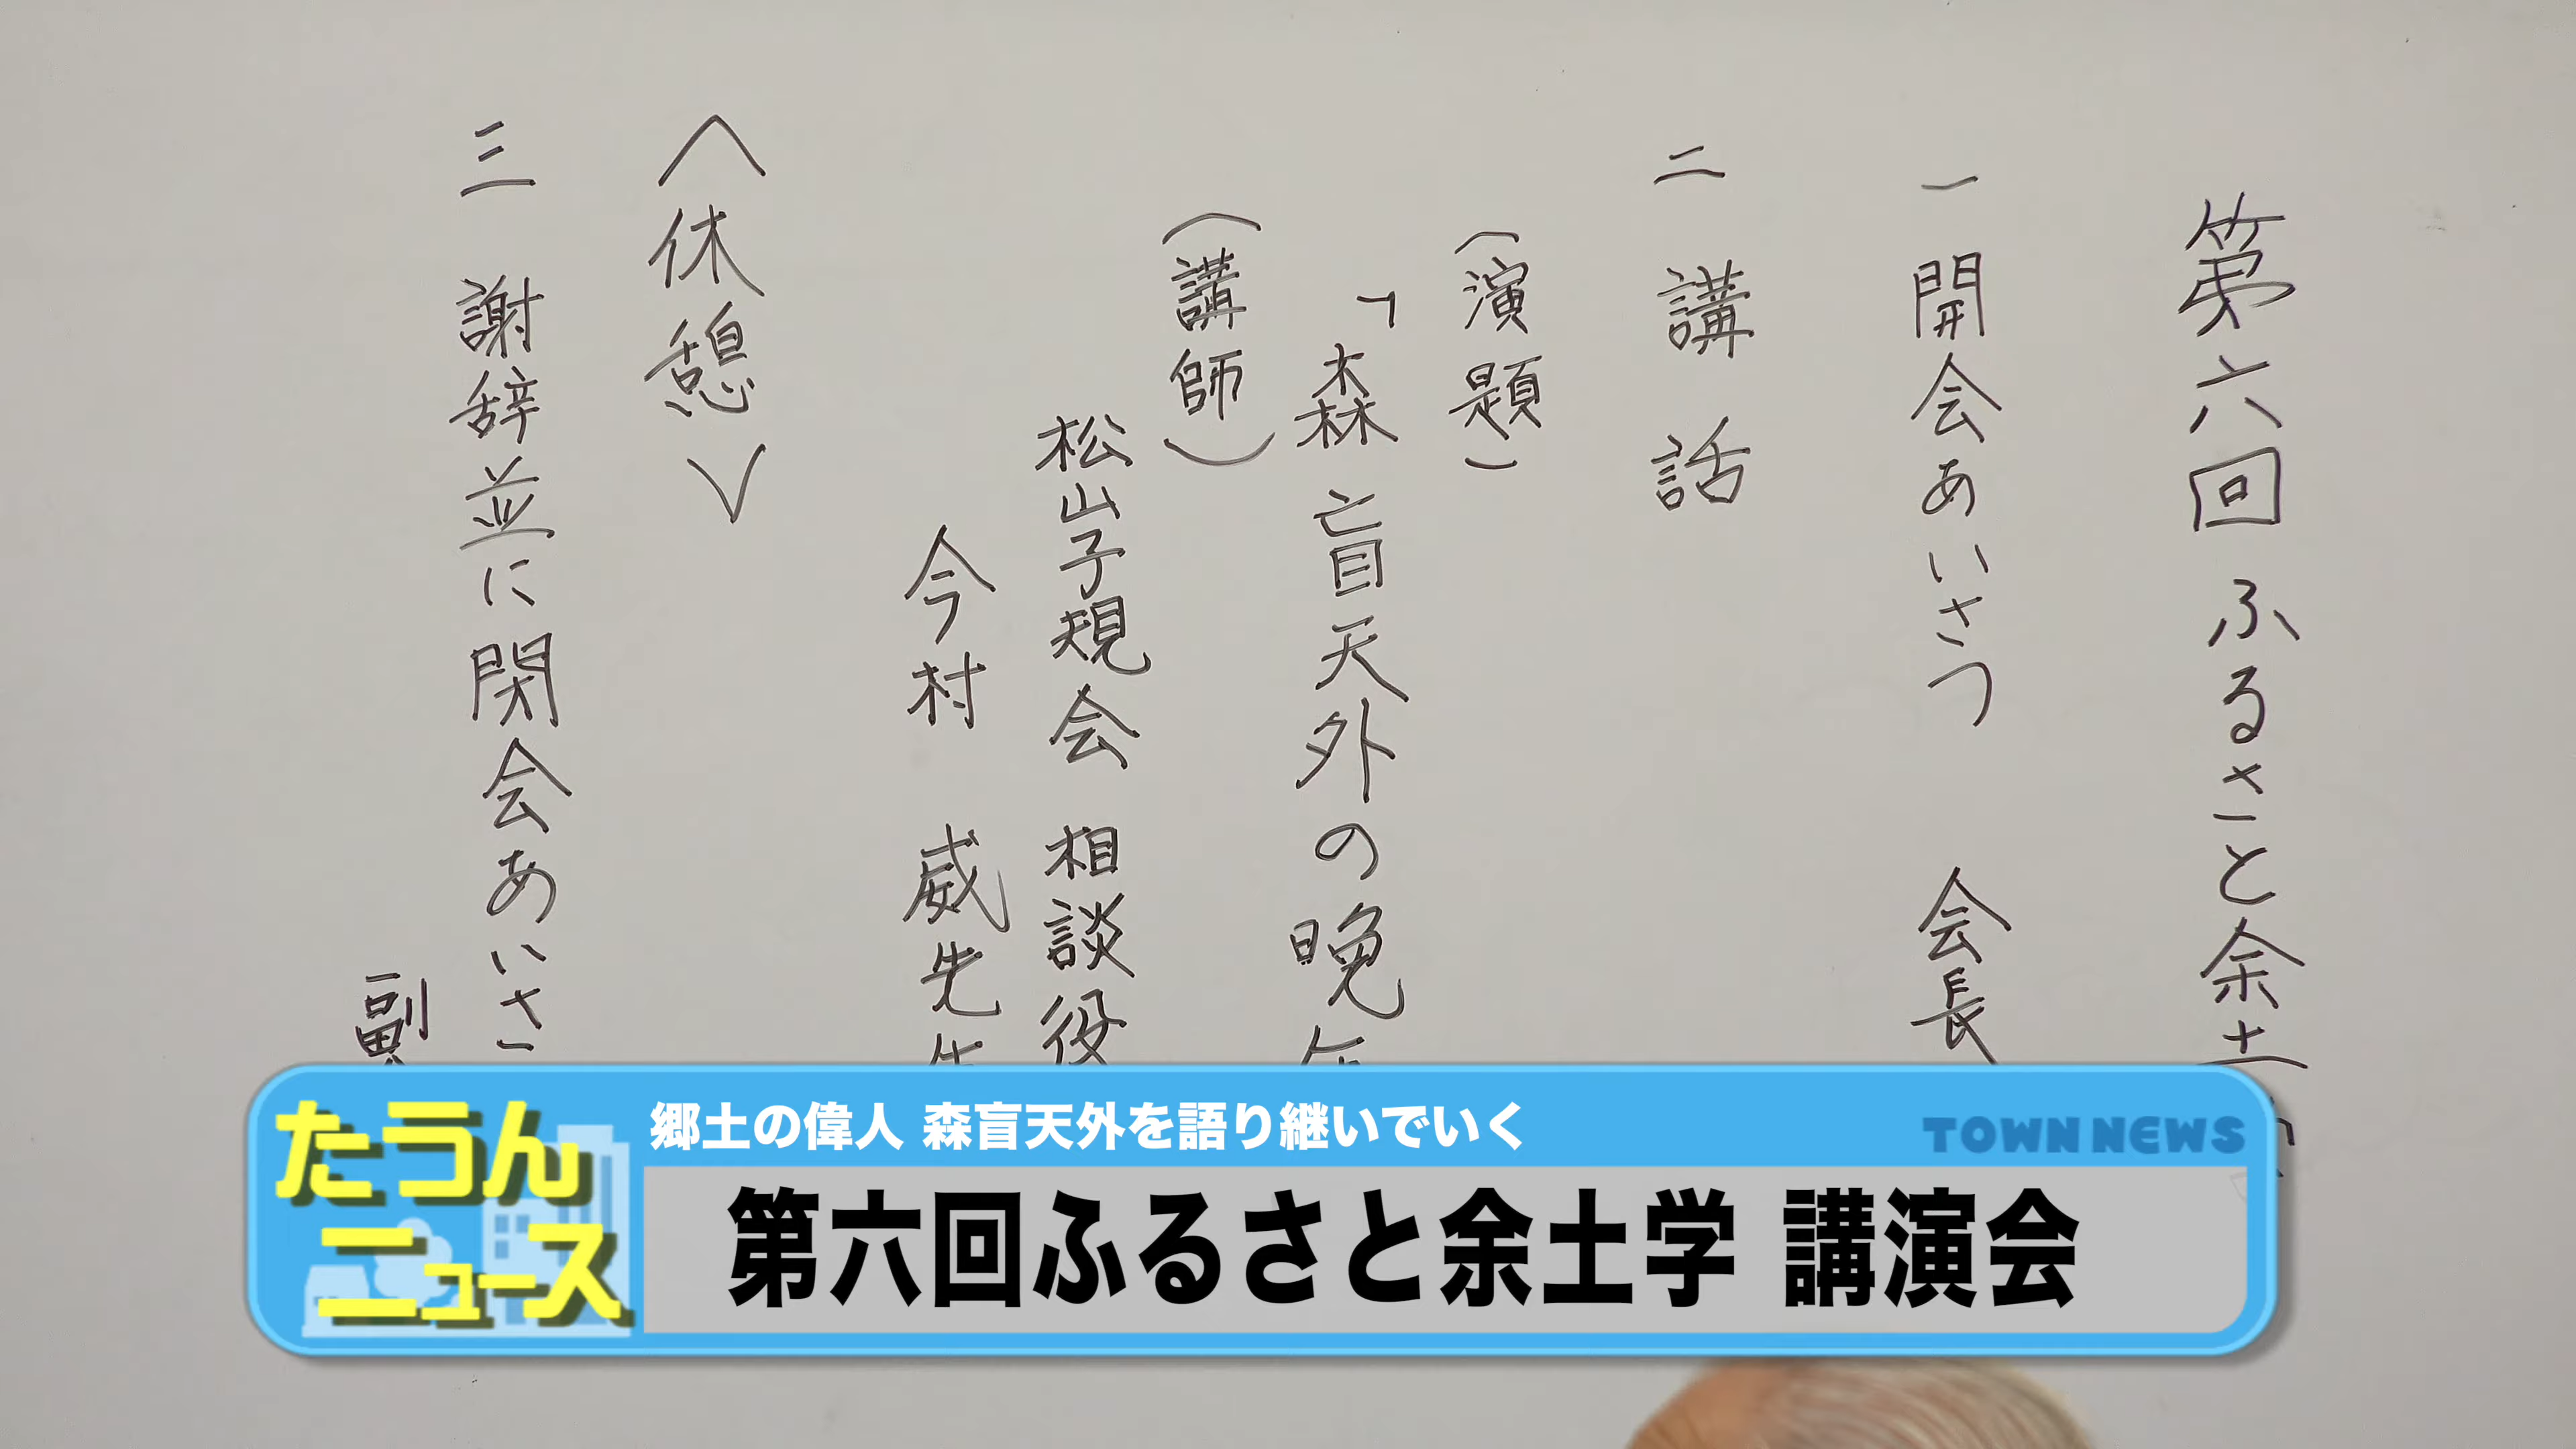 第六回ふるさと余土
一 開会あいさつ 会長
二 講話
(演題)
「森盲天外の晩年
(講師)
松山子規会 相談役
今村 威先生
〈休憩〉
三 謝辞並に閉会あいさ
副
たうん
ニュース
郷土の偉人 森盲天外を語り継いでいく
TOWN NEWS
第六回ふるさと余土学 講演会